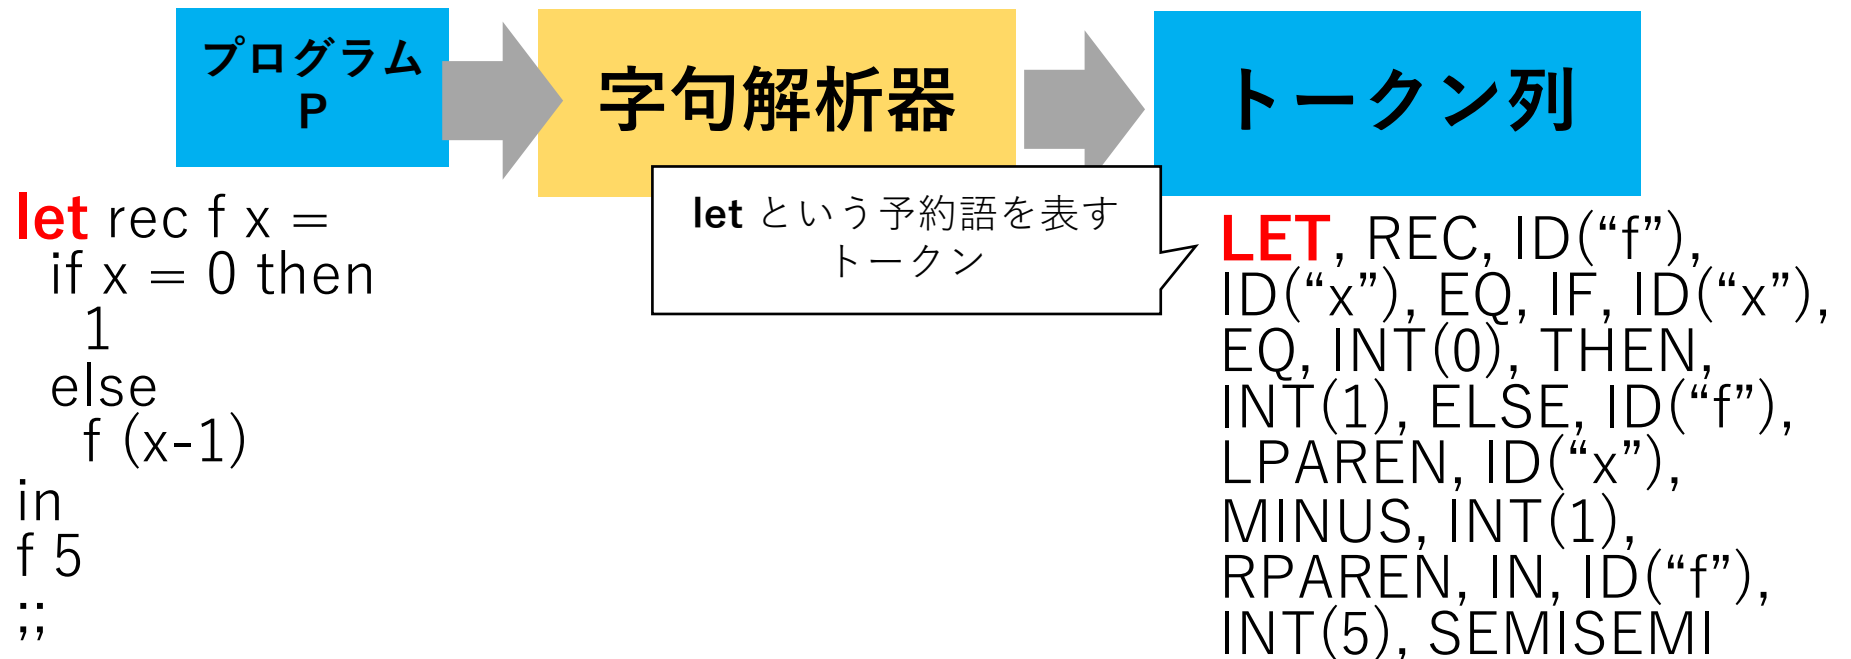 プログラム
P
字句解析器
トークン列
let という予約語を表す
トークン
let rec f x =
if x = 0 then
1
else
f (x-1)
in
f 5
;;
LET, REC, ID(“f”),
ID(“x”), EQ, IF, ID(“x”),
EQ, INT(0), THEN,
INT(1), ELSE, ID(“f”),
LPAREN, ID(“x”),
MINUS, INT(1),
RPAREN, IN, ID(“f”),
INT(5), SEMISEMI